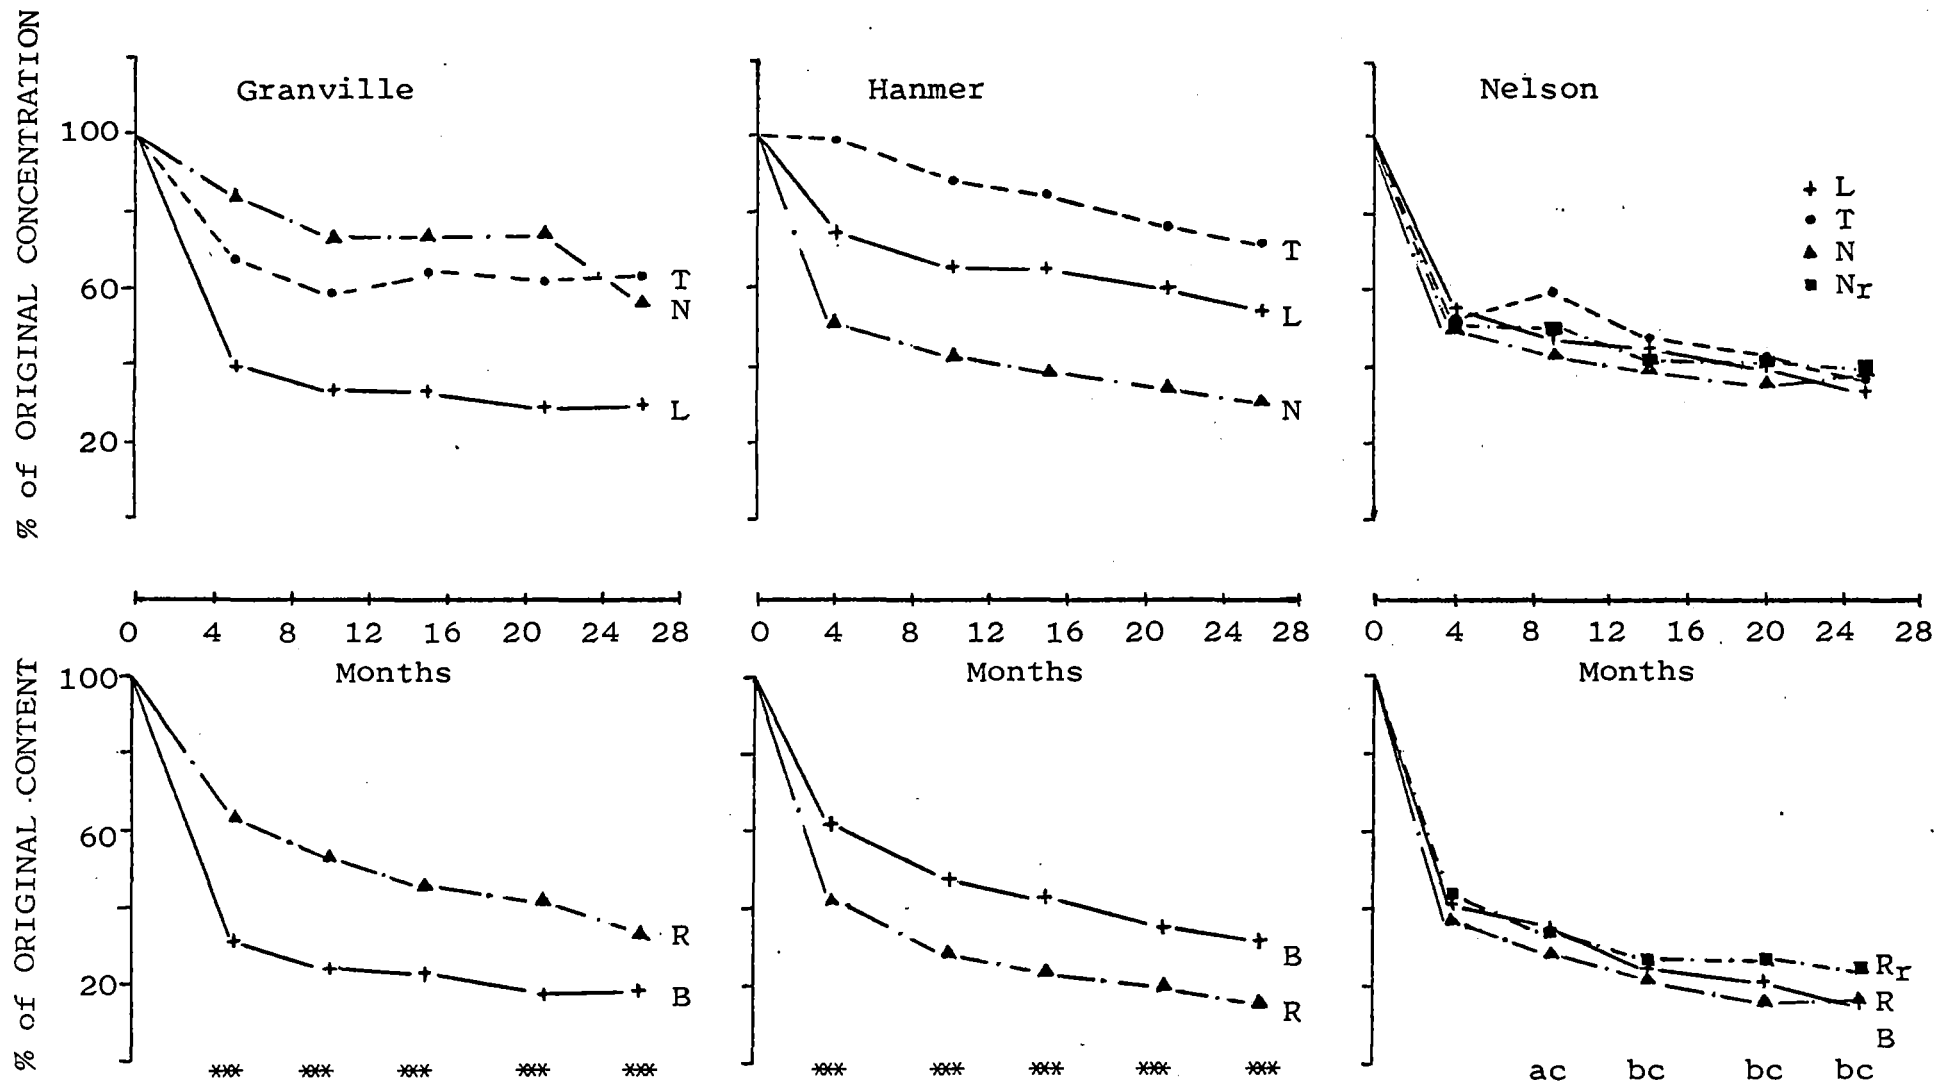 % of ORIGINAL CONCENTRATION
Granville
100
60
20
T
N
L
Hanmer
T
L
N
Nelson
L
T
N
Nr
0 4 8 12 16 20 24 28
Months
0 4 8 12 16 20 24 28
Months
0 4 8 12 16 20 24 28
Months
% of ORIGINAL CONTENT
100
60
20
R
B
*** *** *** *** ***
B
R
*** *** *** *** ***
Rr
R
B
ac bc bc bc